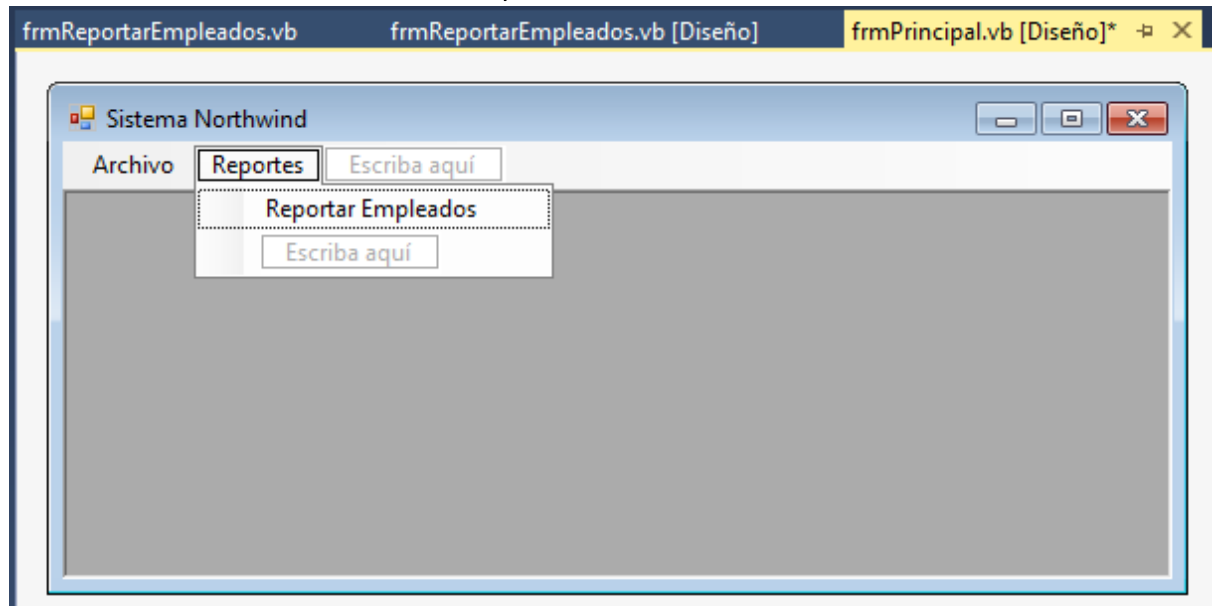 frmReportarEmpleados.vb frmReportarEmpleados.vb [Diseño] frmPrincipal.vb [Diseño]*
Sistema Northwind
Archivo Reportes Escriba aquí
Reportar Empleados
Escriba aquí